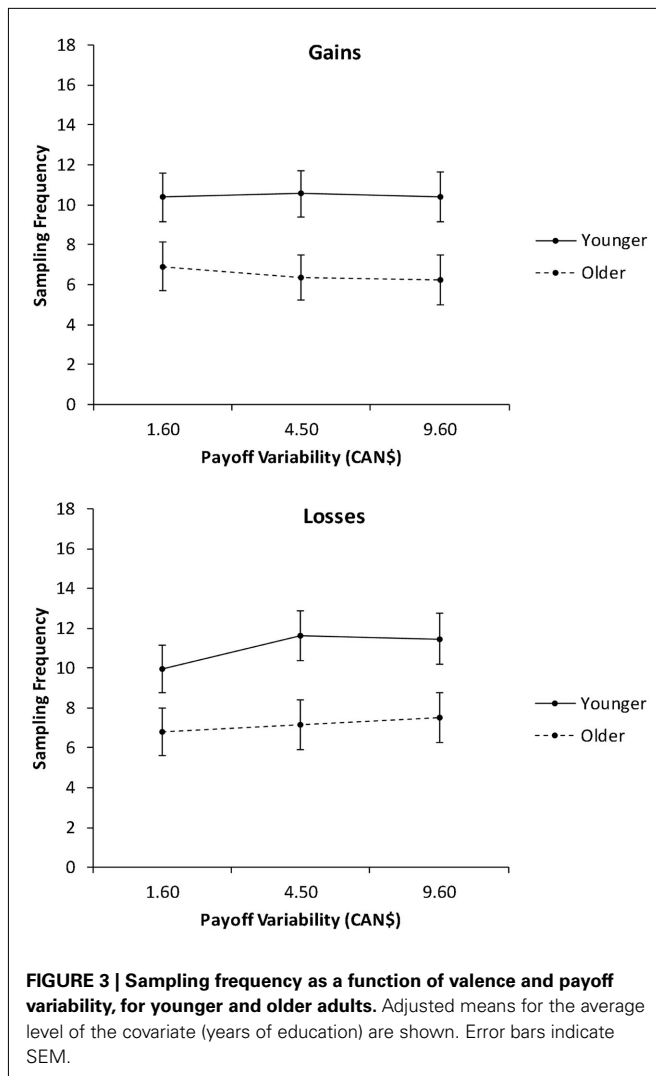 Gains
18
16
14
12
10
8
6
4
2
0
Sampling Frequency
Younger
Older
1.60 4.50 9.60
Payoff Variability (CAN$)
Losses
18
16
14
12
10
8
6
4
2
0
Sampling Frequency
Younger
Older
1.60 4.50 9.60
Payoff Variability (CAN$)
FIGURE 3 | Sampling frequency as a function of valence and payoff
variability, for younger and older adults. Adjusted means for the average
level of the covariate (years of education) are shown. Error bars indicate
SEM.